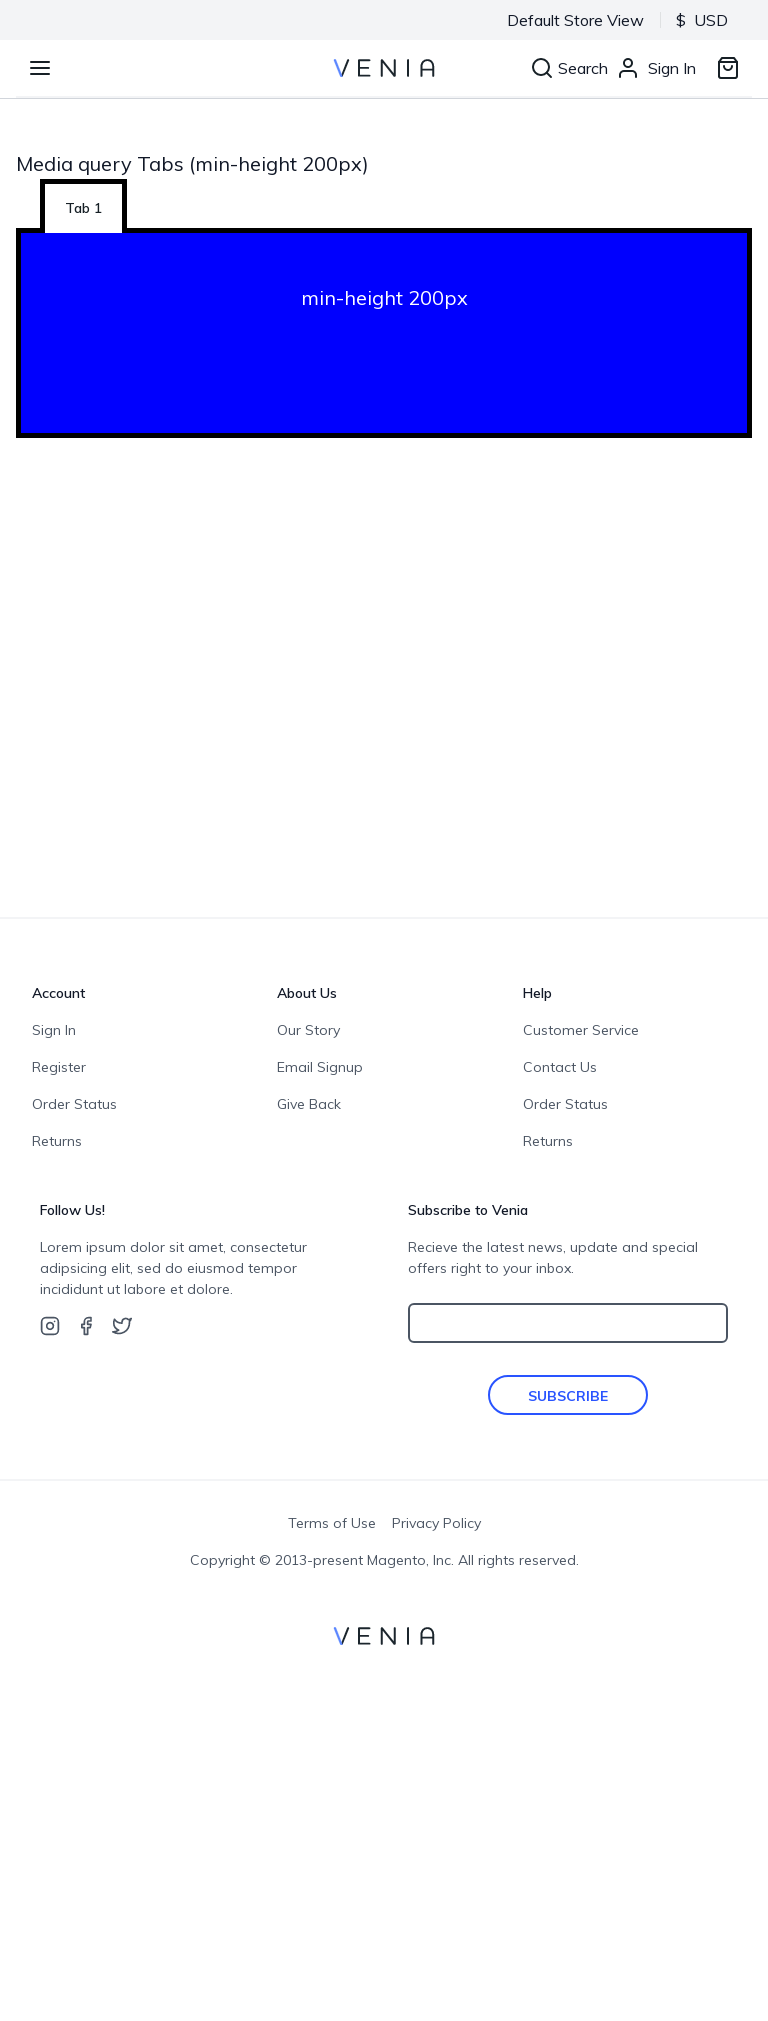 Default Store View
$ USD
VENIA
Search
Sign In
Media query Tabs (min-height 200px)
Tab 1
min-height 200px
Account
Sign In
Register
Order Status
Returns
About Us
Our Story
Email Signup
Give Back
Help
Customer Service
Contact Us
Order Status
Returns
Follow Us!
Lorem ipsum dolor sit amet, consectetur
adipsicing elit, sed do eiusmod tempor
incididunt ut labore et dolore.
Subscribe to Venia
Recieve the latest news, update and special
offers right to your inbox.
SUBSCRIBE
Terms of Use
Privacy Policy
Copyright © 2013-present Magento, Inc. All rights reserved.
VENIA